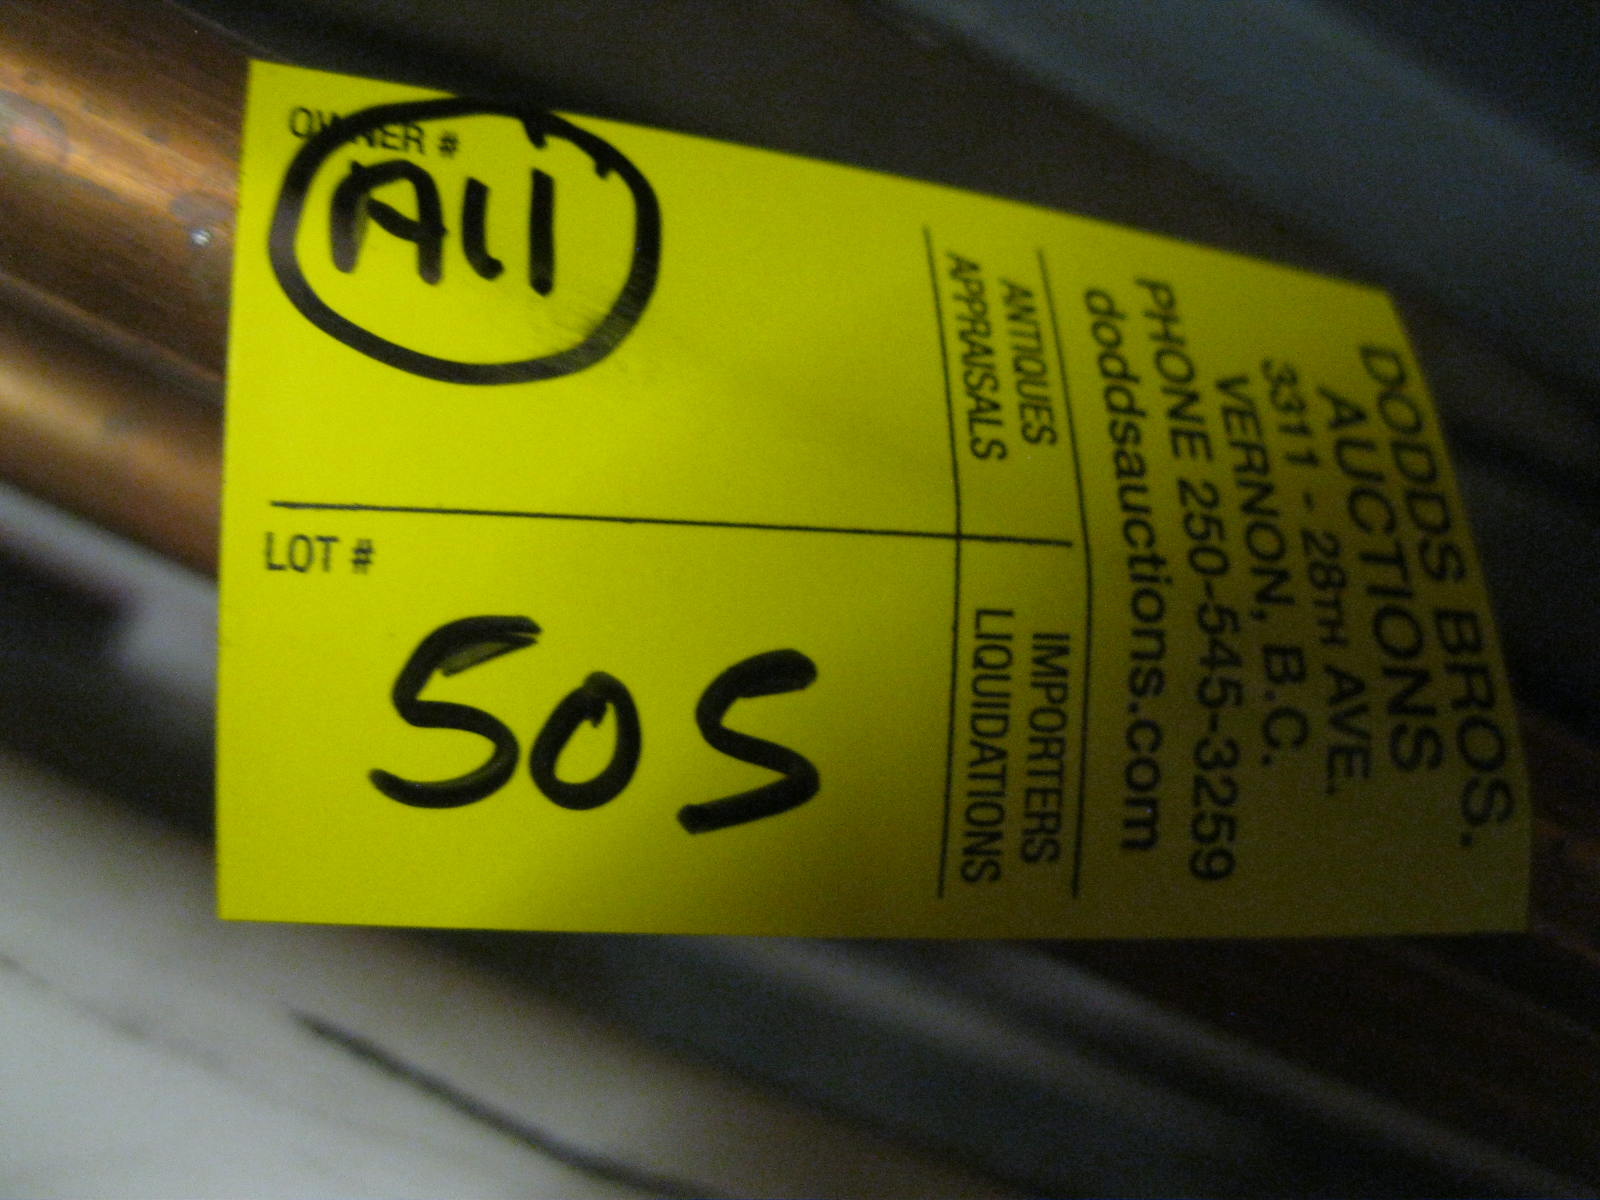 OWNER #
All
LOT #
505
ANTIQUES
APPRAISALS
IMPORTERS
LIQUIDATIONS
DODDS BROS.
AUCTIONS
3311 - 28TH AVE.
VERNON, B.C.
PHONE 250-545-3259
doddsauctions.com